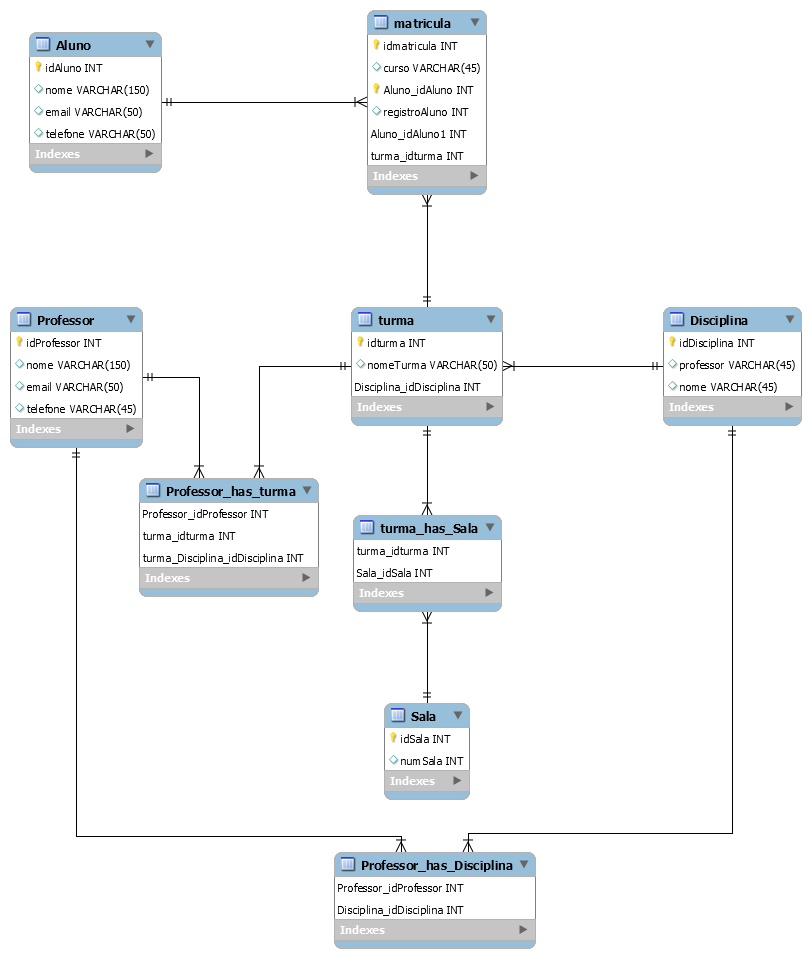 Aluno
idAluno INT
nome VARCHAR(150)
email VARCHAR(50)
telefone VARCHAR(50)
Indexes
matricula
idmatricula INT
curso VARCHAR(45)
Aluno_idAluno INT
registroAluno INT
Aluno_idAluno1 INT
turma_idturma INT
Indexes
Professor
idProfessor INT
nome VARCHAR(150)
email VARCHAR(50)
telefone VARCHAR(45)
Indexes
turma
idturma INT
nomeTurma VARCHAR(50)
Disciplina_idDisciplina INT
Indexes
Disciplina
idDisciplina INT
professor VARCHAR(45)
nome VARCHAR(45)
Indexes
Professor_has_turma
Professor_idProfessor INT
turma_idturma INT
turma_Disciplina_idDisciplina INT
Indexes
turma_has_Sala
turma_idturma INT
Sala_idSala INT
Indexes
Sala
idSala INT
numSala INT
Indexes
Professor_has_Disciplina
Professor_idProfessor INT
Disciplina_idDisciplina INT
Indexes